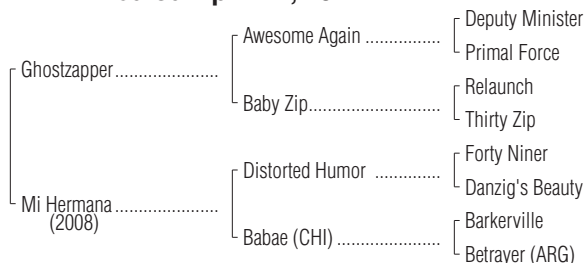 Deputy Minister
Awesome Again ..................
Primal Force
Ghostzapper.........................
Relaunch
Baby Zip................................
Thirty Zip
Forty Niner
Distorted Humor ................
Danzig's Beauty
Mi Hermana .........................
(2008)
Barkerville
Babae (CHI) .........................
Betrayer (ARG)